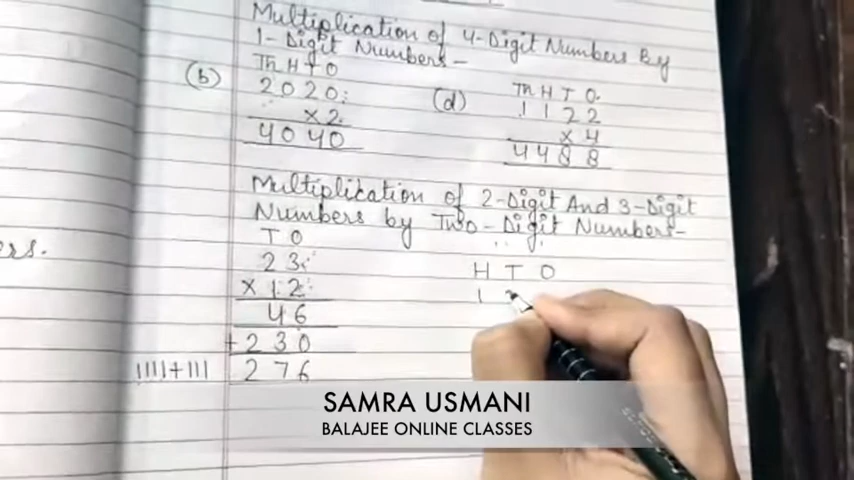 Multiplication of 4-Digit Numbers By
1-Digit Numbers-
(b)
Th H T O
2 0 2 0
×2
4 0 4 0
(d)
Th H T O
1 1 2 2
× 4
4 4 8 8
Multiplication of 2-Digit And 3-Digit
Numbers by Two-Digit Numbers-
ers.
T O
2 3
× 1 2
4 6
+ 2 3 0
||||+|||
2 7 6
H T O
1
SAMRA USMANI
BALAJEE ONLINE CLASSES